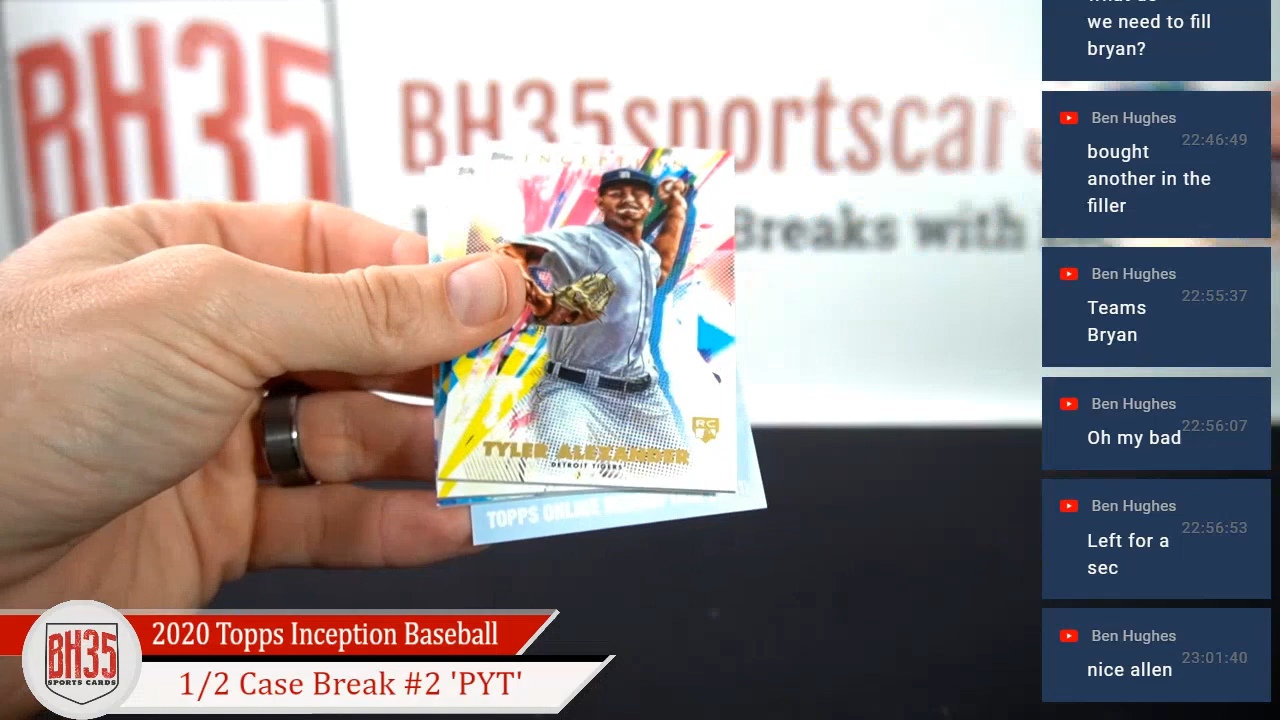 BH35
BH35sportscar
Breaks with
INCEPTION
TYLER ALEXANDER
DETROIT TIGERS
RC
TOPPS ONLINE
BH35
SPORTS CARDS
2020 Topps Inception Baseball
1/2 Case Break #2 'PYT'
we need to fill
bryan?
Ben Hughes
22:46:49
bought
another in the
filler
Ben Hughes
22:55:37
Teams
Bryan
Ben Hughes
22:56:07
Oh my bad
Ben Hughes
22:56:53
Left for a
sec
Ben Hughes
23:01:40
nice allen